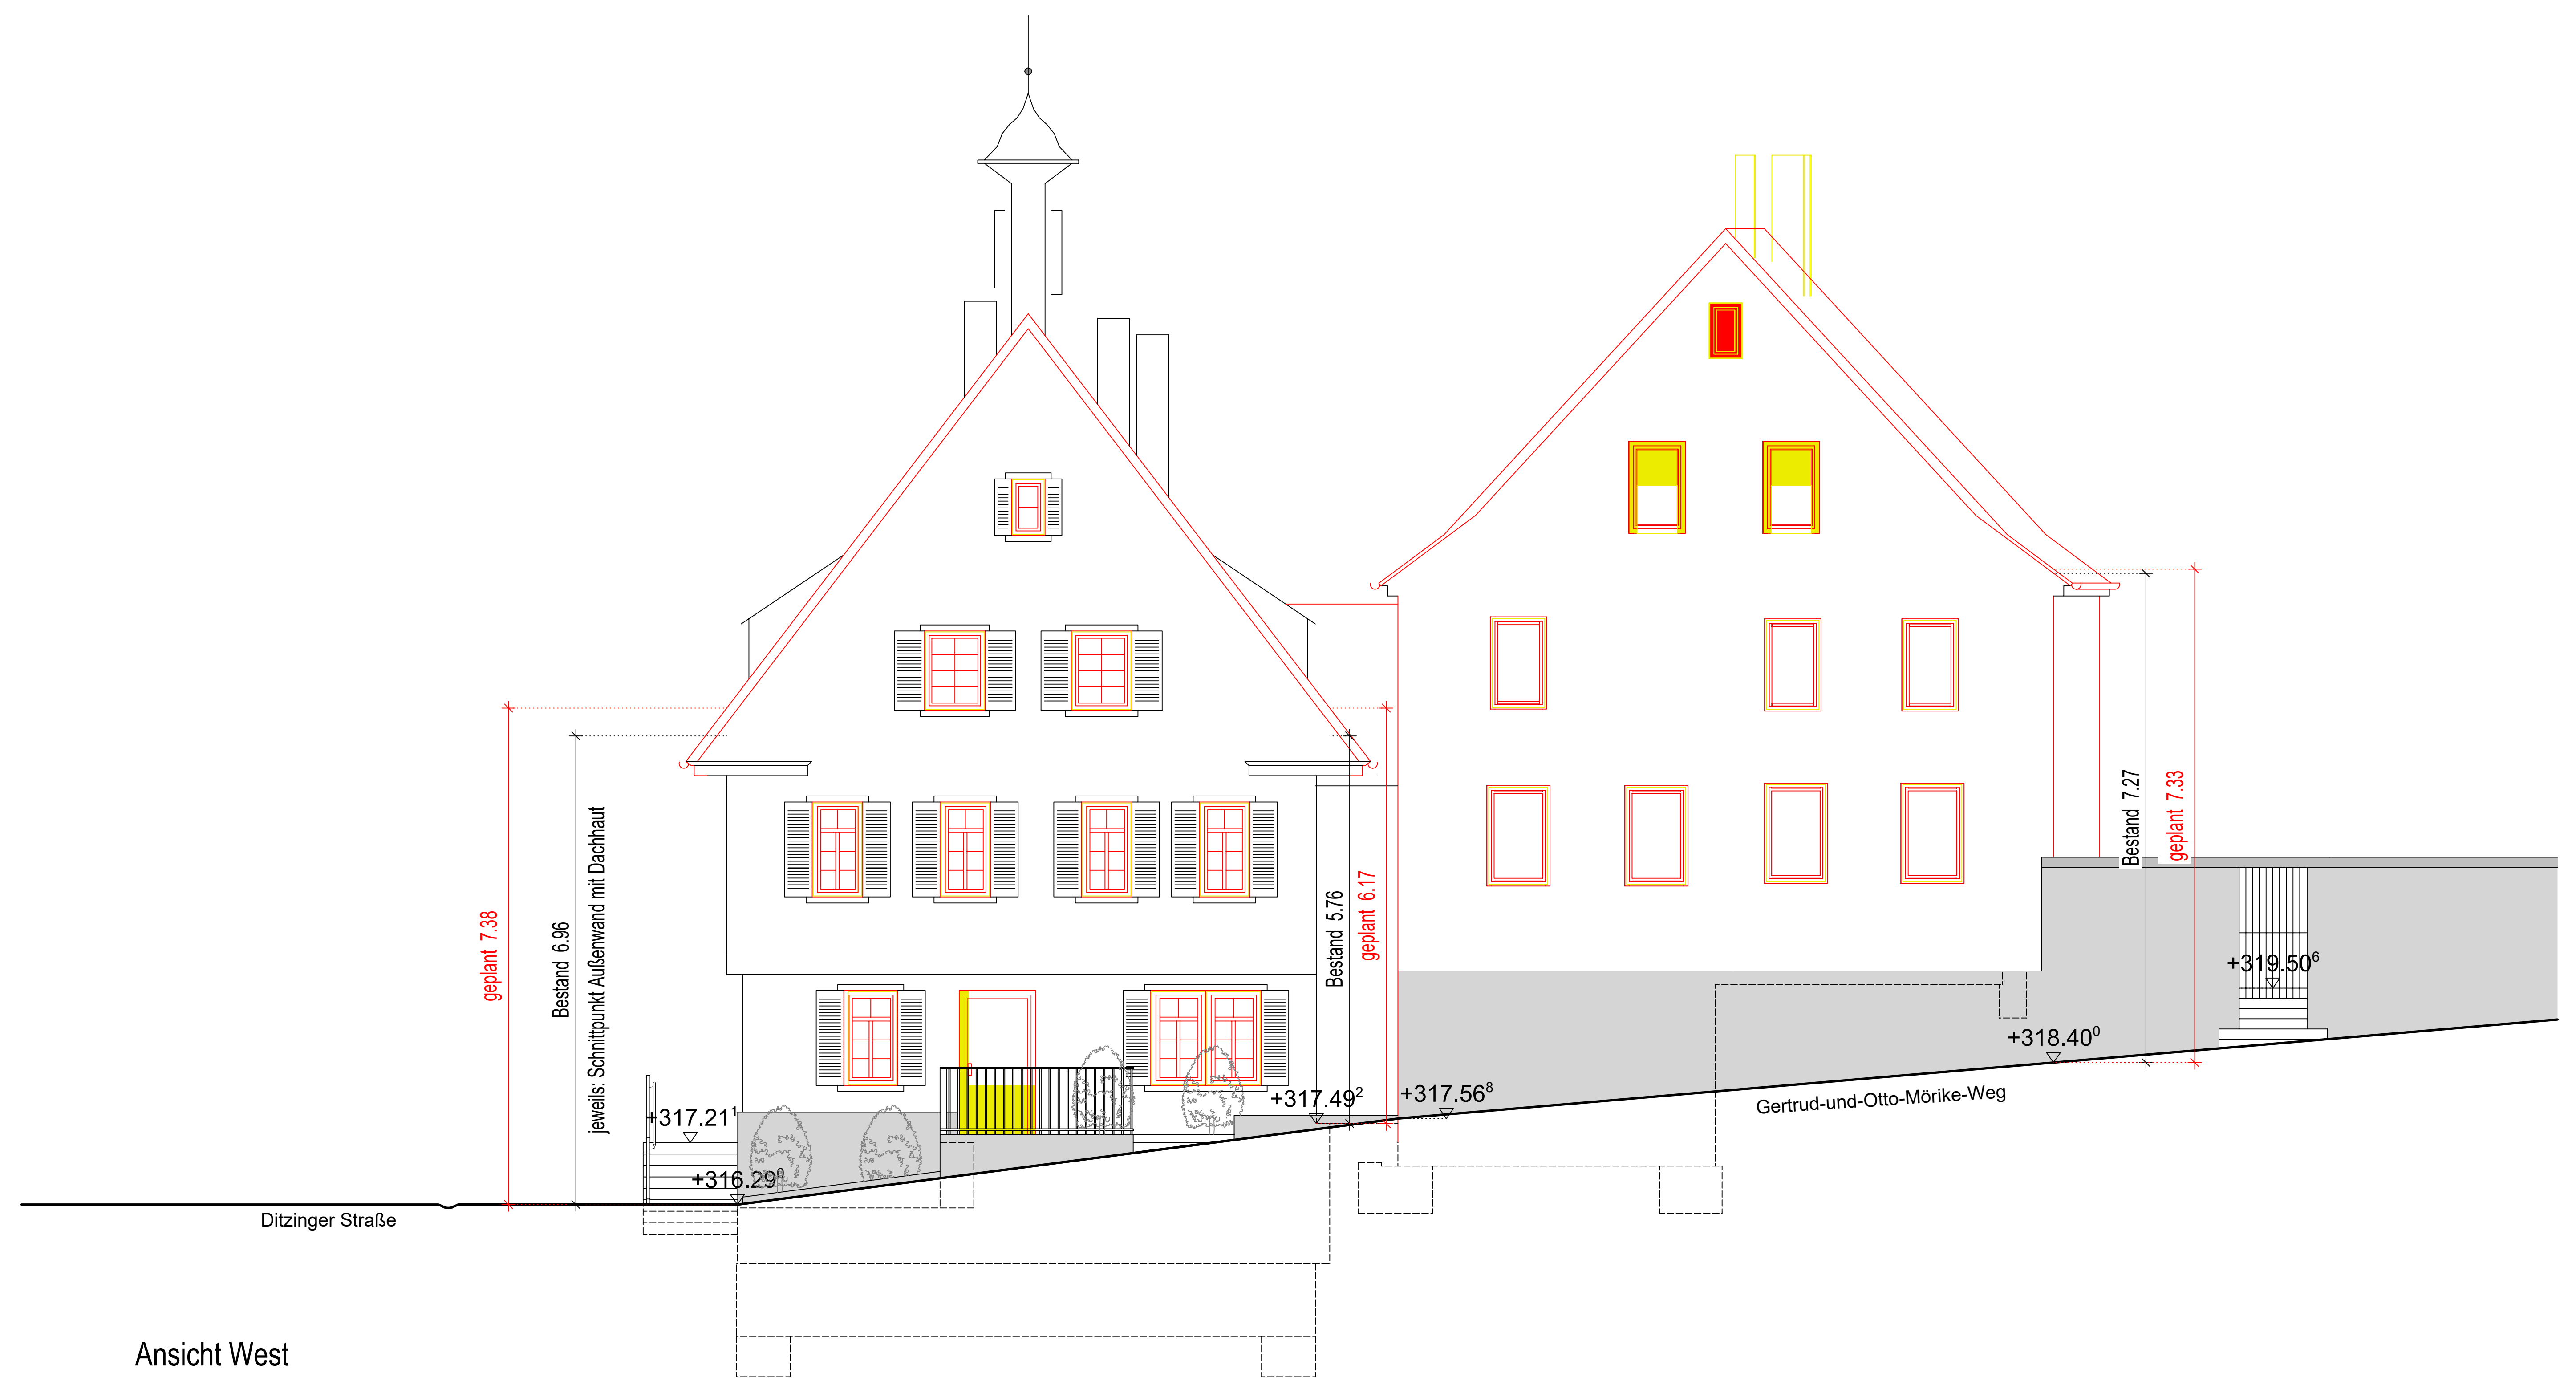 geplant 7.38
Bestand 6.96
jeweils: Schnittpunkt Außenwand mit Dachhaut
Bestand 5.76
geplant 6.17
Bestand 7.27
geplant 7.33
+319.50⁶
+318.40⁰
+317.56⁸
+317.49²
+317.21¹
+316.29⁰
Gertrud-und-Otto-Mörike-Weg
Ditzinger Straße
Ansicht West